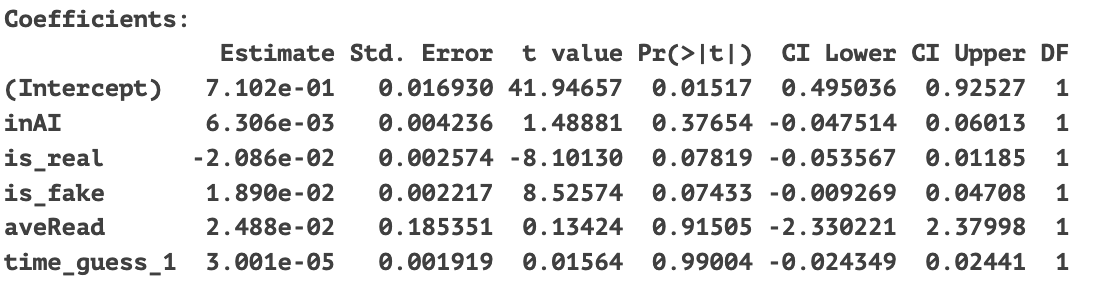 Coefficients:
Estimate Std. Error t value Pr(>|t|) CI Lower CI Upper DF
(Intercept) 7.102e-01 0.016930 41.94657 0.01517 0.495036 0.92527 1
inAI 6.306e-03 0.004236 1.48881 0.37654 -0.047514 0.06013 1
is_real -2.086e-02 0.002574 -8.10130 0.07819 -0.053567 0.01185 1
is_fake 1.890e-02 0.002217 8.52574 0.07433 -0.009269 0.04708 1
aveRead 2.488e-02 0.185351 0.13424 0.91505 -2.330221 2.37998 1
time_guess_1 3.001e-05 0.001919 0.01564 0.99004 -0.024349 0.02441 1